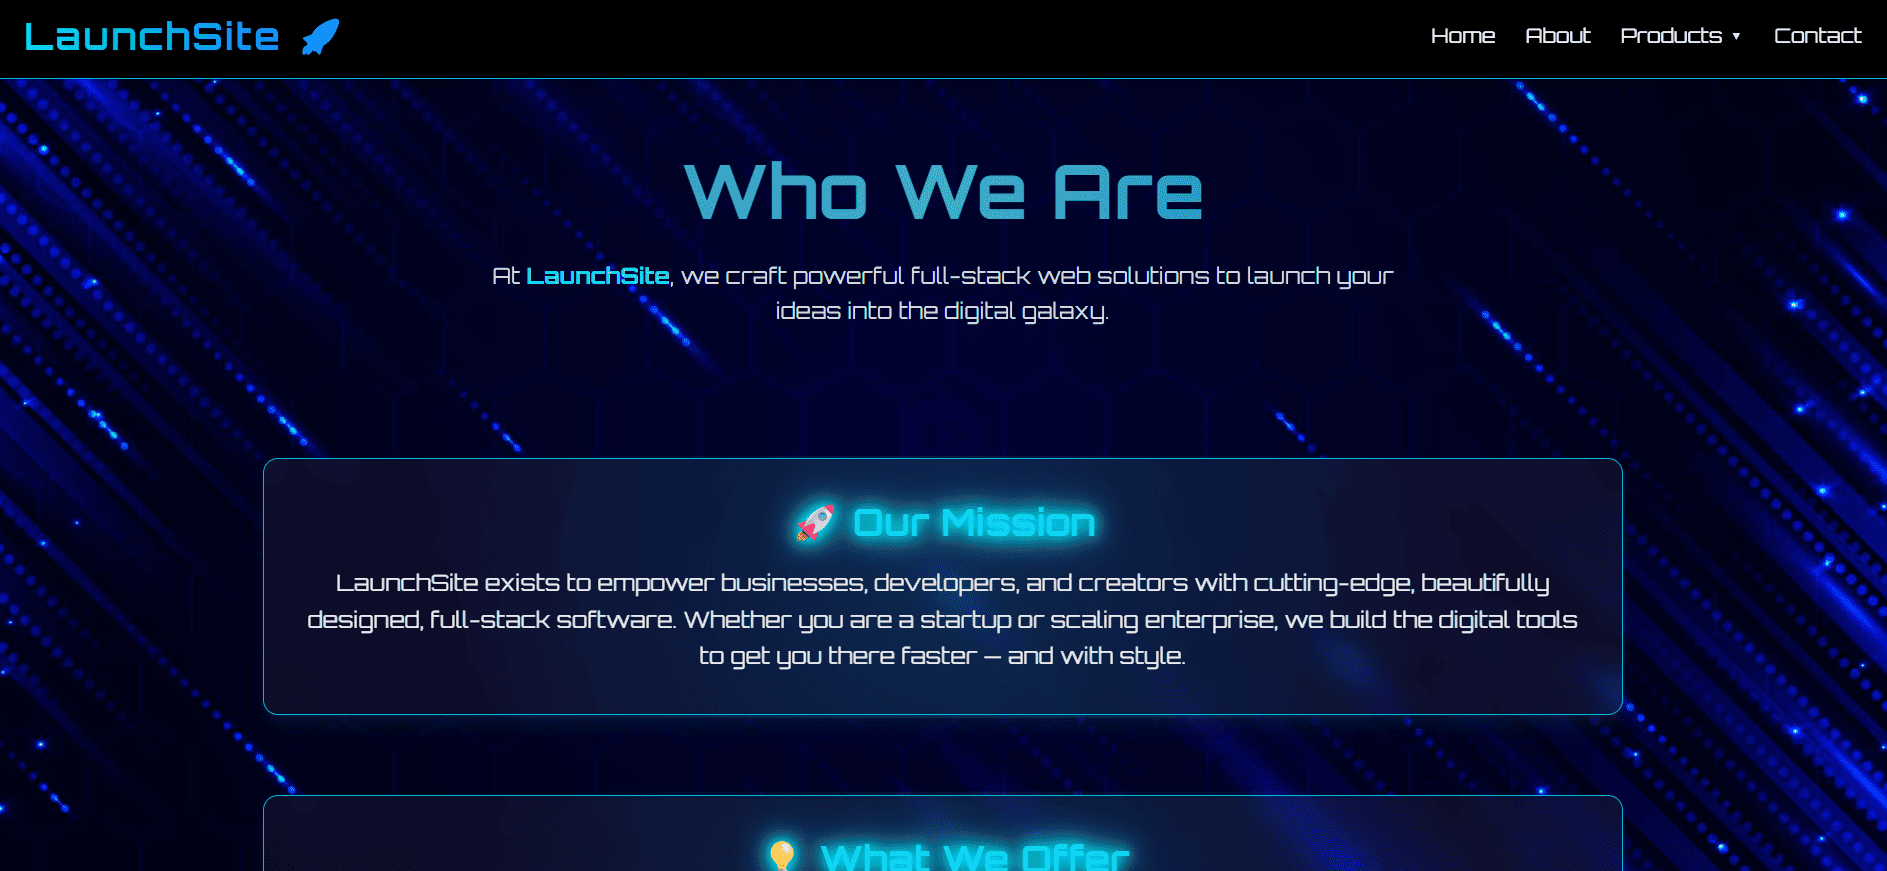 LaunchSite
Home About Products ▼ Contact
Who We Are
At LaunchSite, we craft powerful full-stack web solutions to launch your
ideas into the digital galaxy.
🚀 Our Mission
LaunchSite exists to empower businesses, developers, and creators with cutting-edge, beautifully
designed, full-stack software. Whether you are a startup or scaling enterprise, we build the digital tools
to get you there faster — and with style.
💡 What We Offer